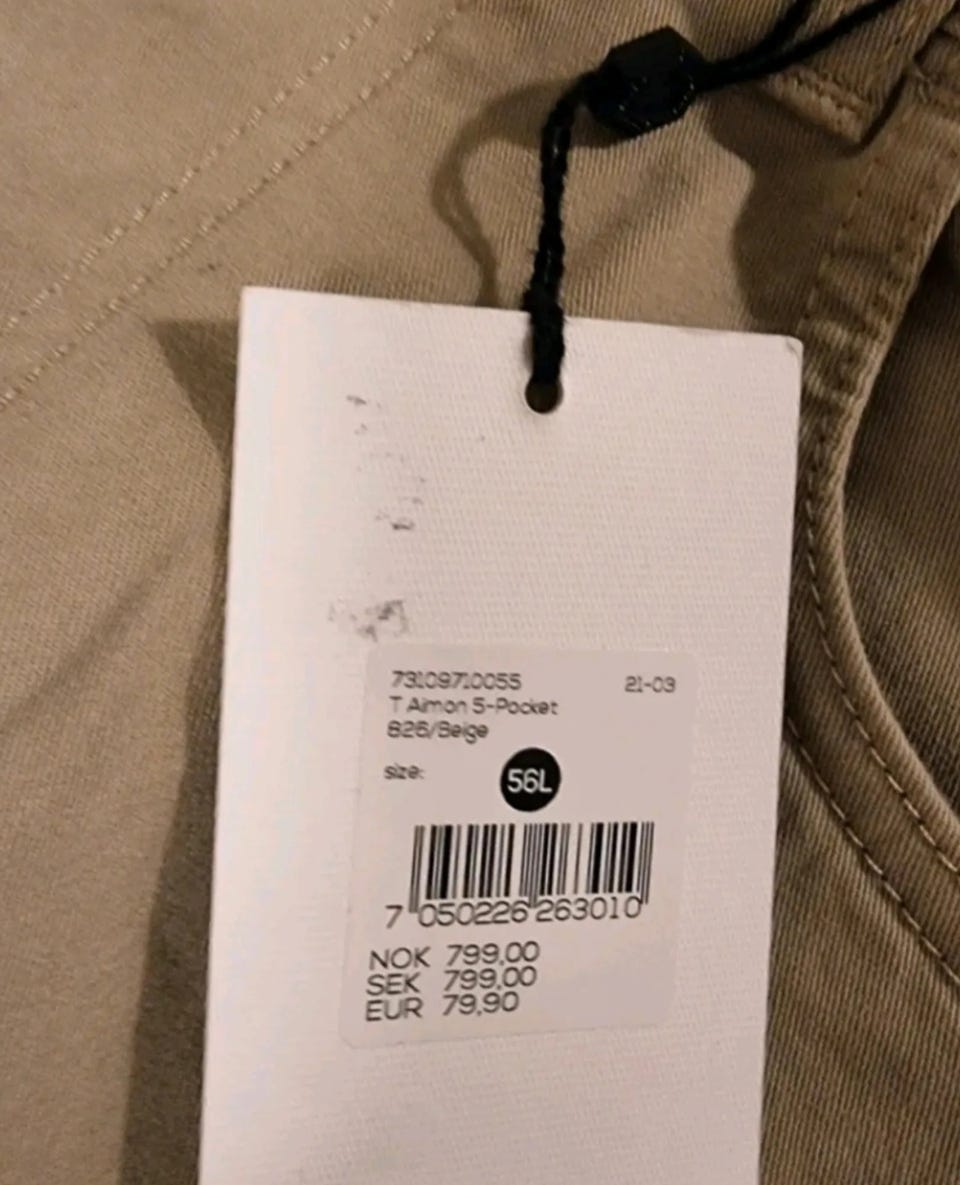 73109710055 21-03
T Aimon 5-Pocket
826/Beige
size: 56L
7 050226 263010
NOK 799,00
SEK 799,00
EUR 79,90